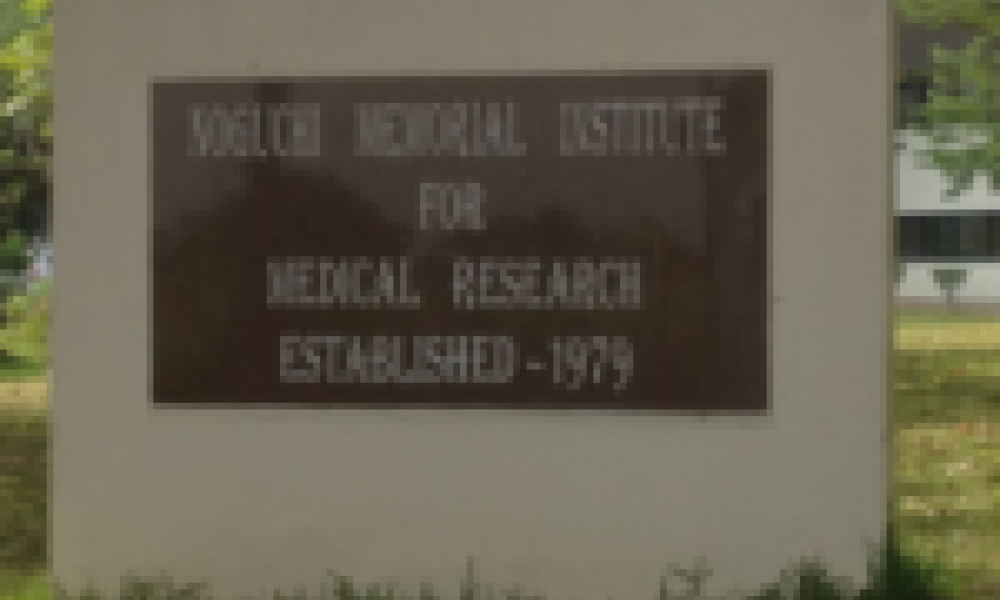 NOGUCHI MEMORIAL INSTITUTE
FOR
MEDICAL RESEARCH
ESTABLISHED - 1979